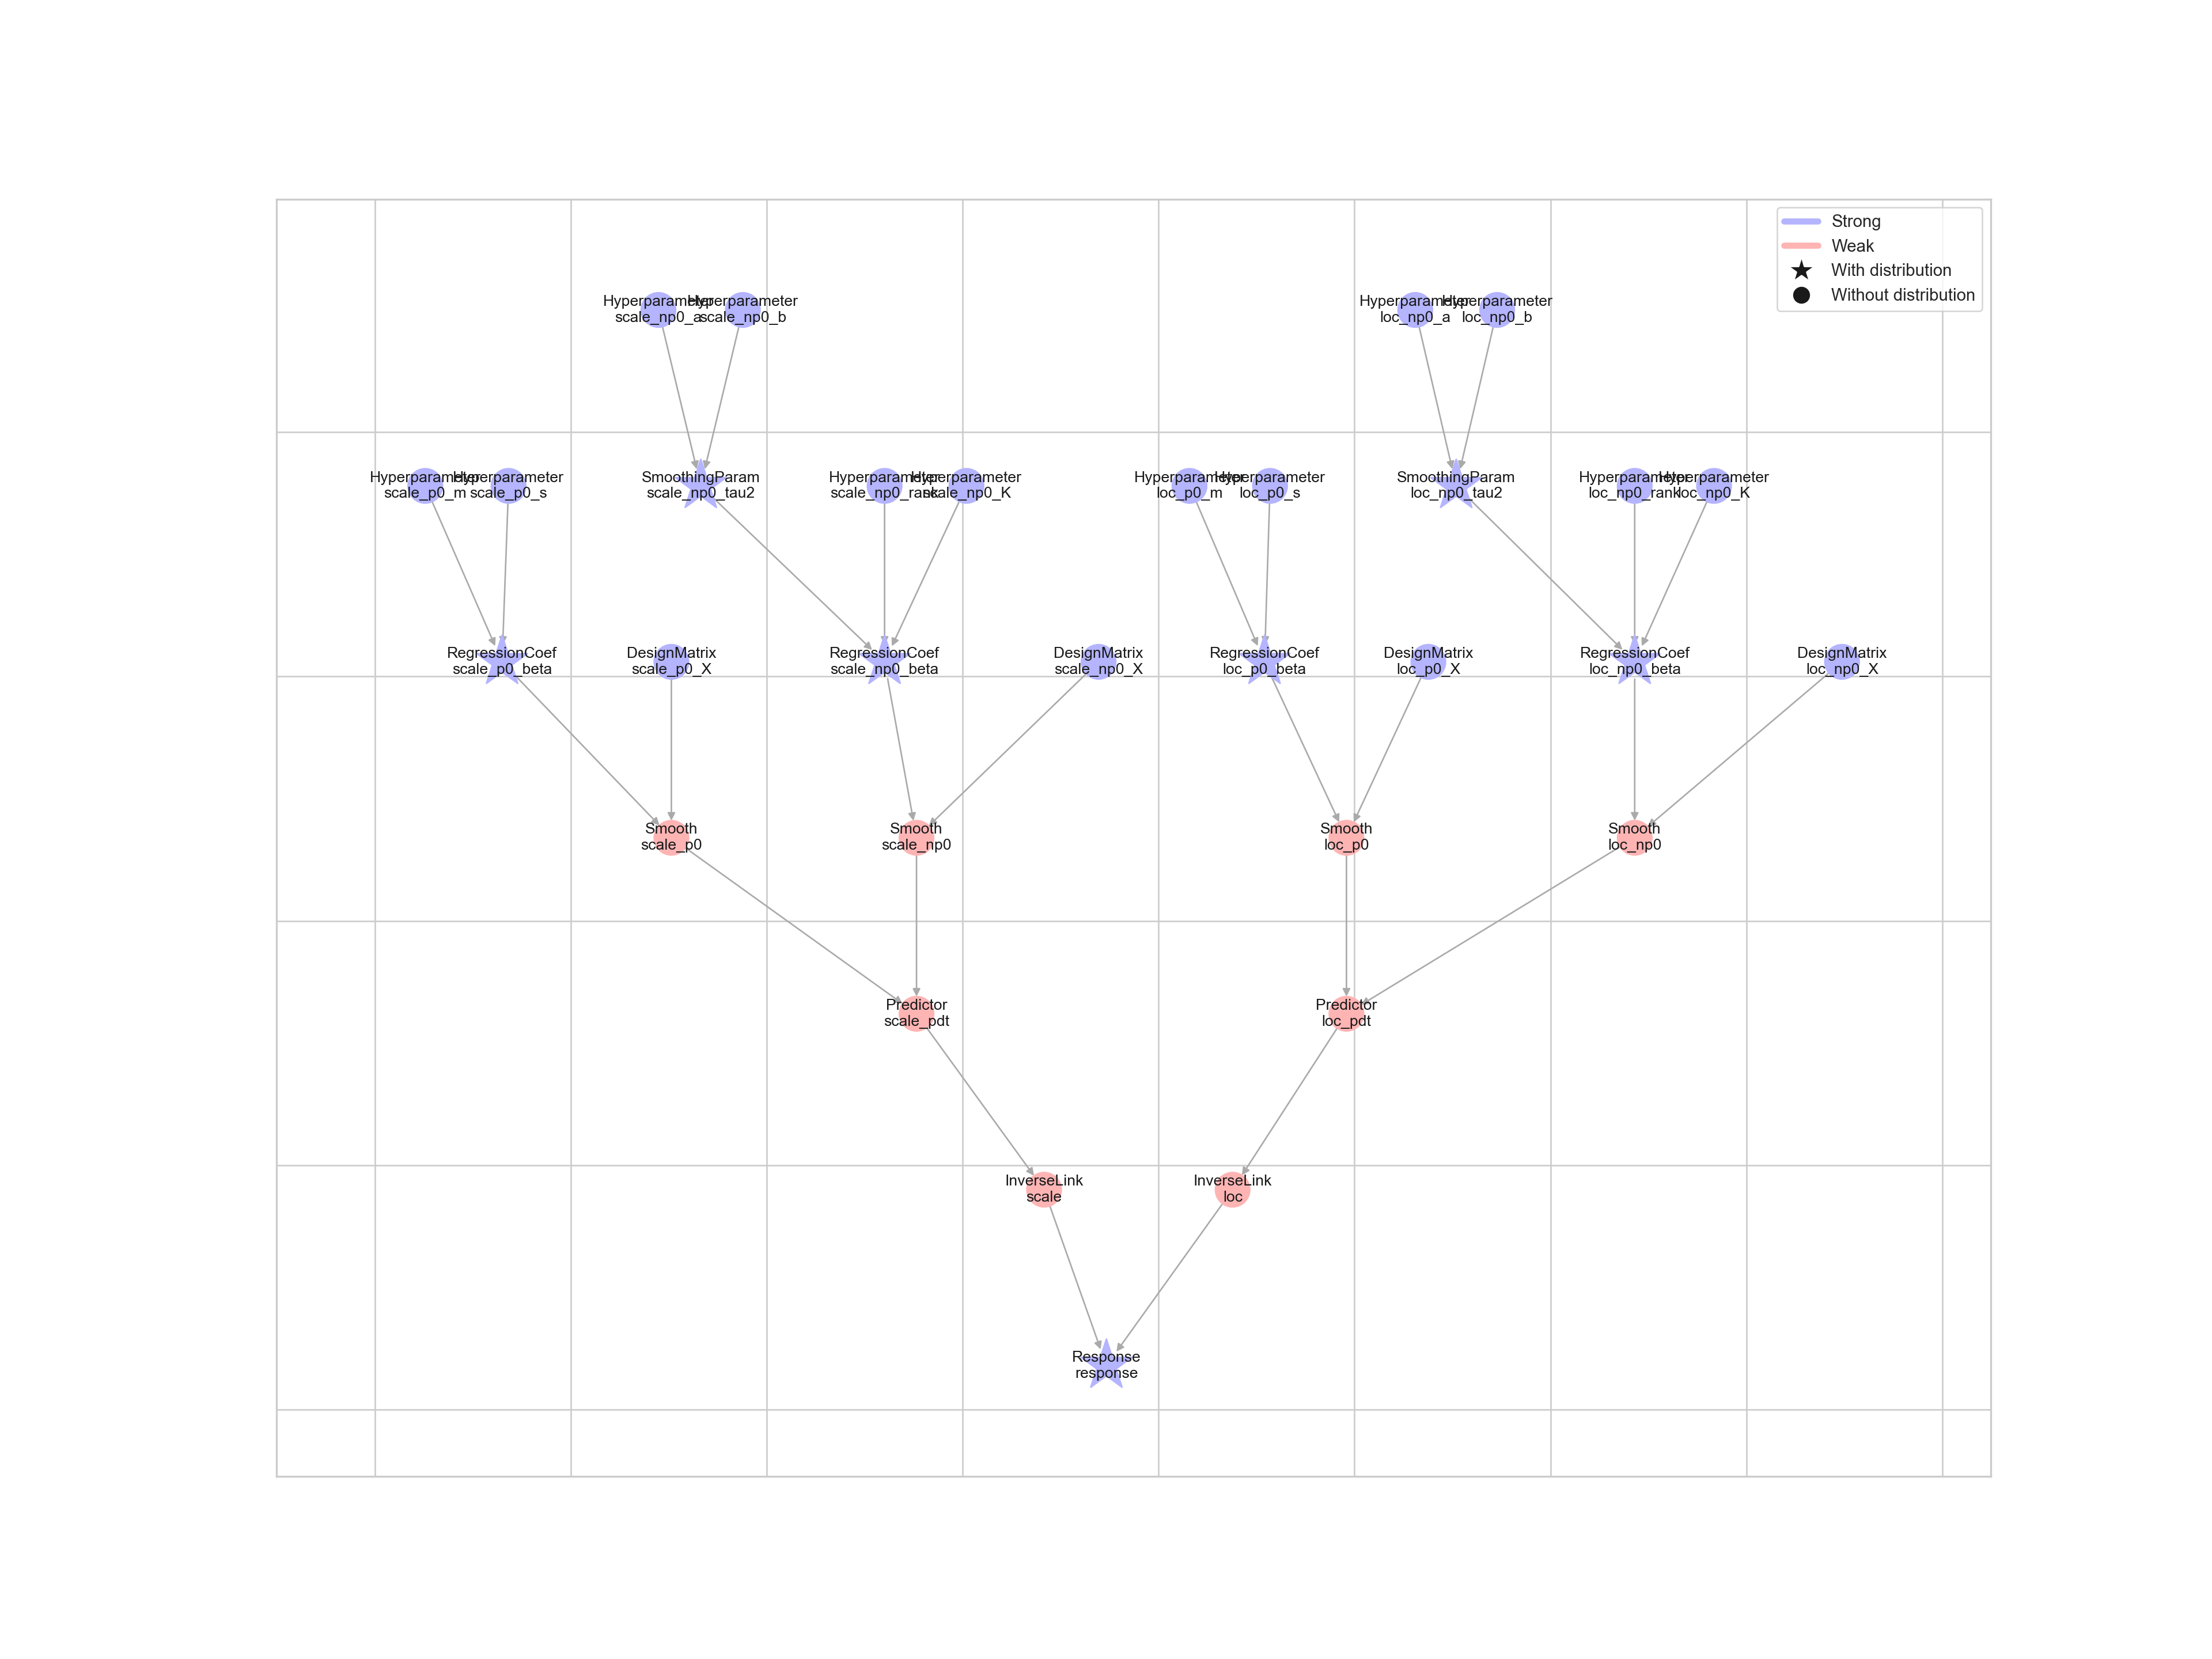 Strong
Weak
With distribution
Without distribution
Hyperparameter
scale_np0_a
Hyperparameter
scale_np0_b
Hyperparameter
loc_np0_a
Hyperparameter
loc_np0_b
Hyperparameter
scale_p0_m
Hyperparameter
scale_p0_s
SmoothingParam
scale_np0_tau2
Hyperparameter
scale_np0_rank
Hyperparameter
scale_np0_K
Hyperparameter
loc_p0_m
Hyperparameter
loc_p0_s
SmoothingParam
loc_np0_tau2
Hyperparameter
loc_np0_rank
Hyperparameter
loc_np0_K
RegressionCoef
scale_p0_beta
DesignMatrix
scale_p0_X
RegressionCoef
scale_np0_beta
DesignMatrix
scale_np0_X
RegressionCoef
loc_p0_beta
DesignMatrix
loc_p0_X
RegressionCoef
loc_np0_beta
DesignMatrix
loc_np0_X
Smooth
scale_p0
Smooth
scale_np0
Smooth
loc_p0
Smooth
loc_np0
Predictor
scale_pdt
Predictor
loc_pdt
InverseLink
scale
InverseLink
loc
Response
response